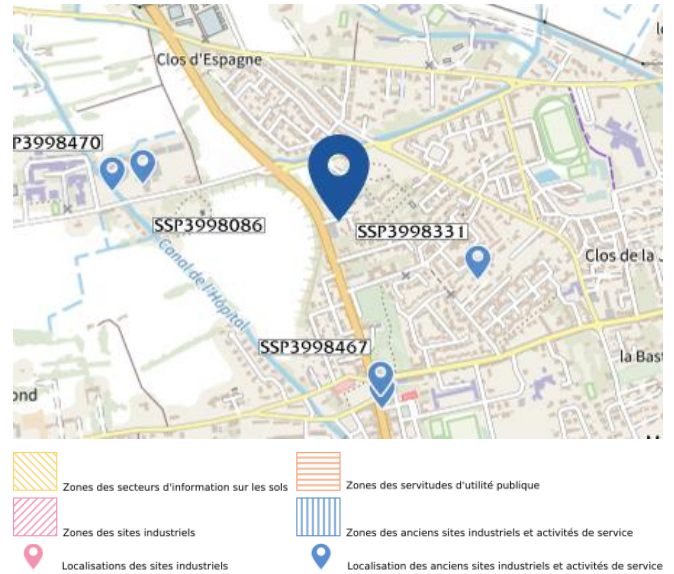 Clos d'Espagne
P3998470
SSP3998086
SSP3998331
Canal de l'Hôpital
Clos de la
SSP3998467
la Bast
ond
Zones des secteurs d'information sur les sols
Zones des servitudes d'utilité publique
Zones des sites industriels
Zones des anciens sites industriels et activités de service
Localisations des sites industriels
Localisation des anciens sites industriels et activités de service